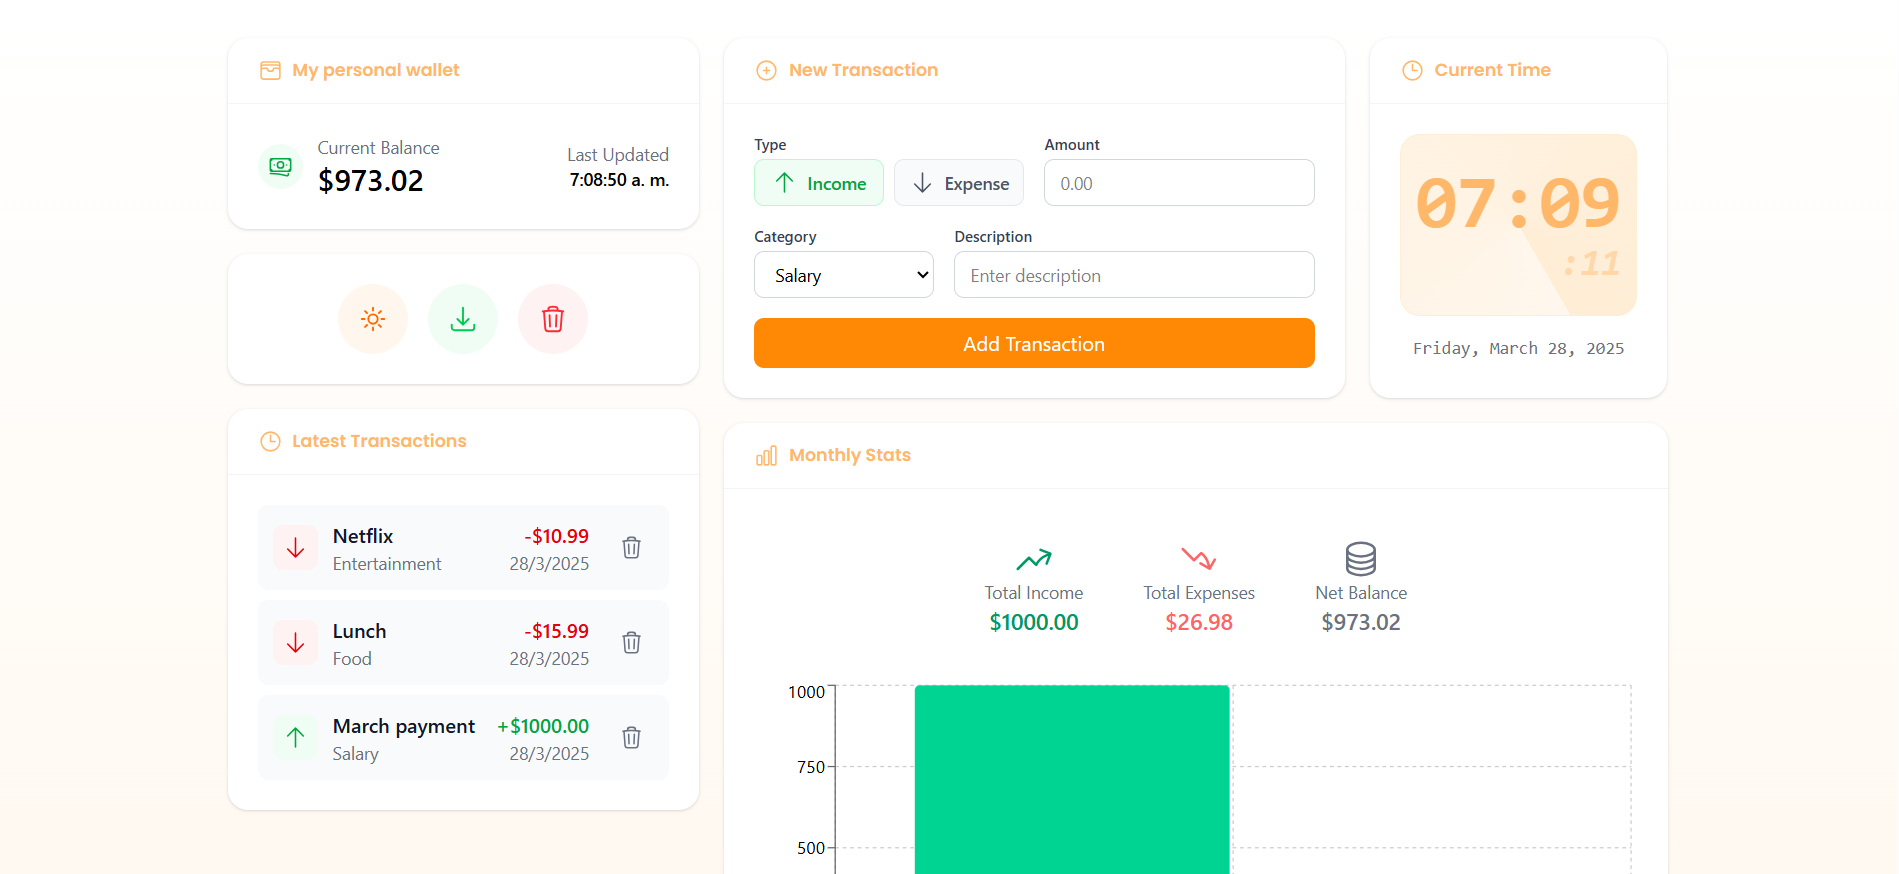 My personal wallet
Current Balance
$973.02
Last Updated
7:08:50 a. m.
Latest Transactions
Netflix
-$10.99
Entertainment
28/3/2025
Lunch
-$15.99
Food
28/3/2025
March payment
+$1000.00
Salary
28/3/2025
New Transaction
Type
Income
Expense
Amount
0.00
Category
Salary
Description
Enter description
Add Transaction
Current Time
07:09
:11
Friday, March 28, 2025
Monthly Stats
Total Income
$1000.00
Total Expenses
$26.98
Net Balance
$973.02
1000
750
500